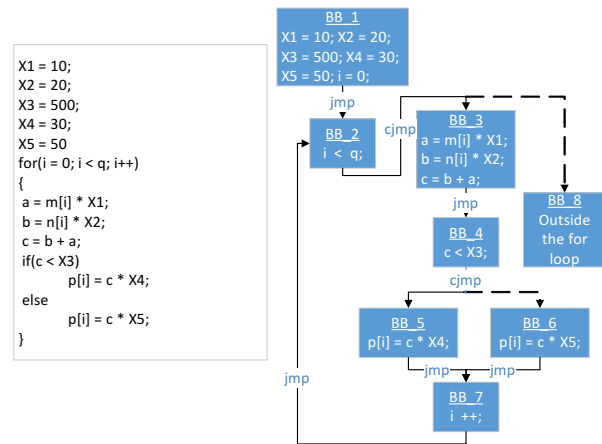 X1 = 10;
X2 = 20;
X3 = 500;
X4 = 30;
X5 = 50
for(i = 0; i < q; i++)
{
a = m[i] * X1;
b = n[i] * X2;
c = b + a;
if(c < X3)
p[i] = c * X4;
else
p[i] = c * X5;
}
BB_1
X1 = 10; X2 = 20;
X3 = 500; X4 = 30;
X5 = 50; i = 0;
jmp
BB_2
i < q;
cjmp
BB_3
a = m[i] * X1;
b = n[i] * X2;
c = b + a;
jmp
BB_8
Outside
the for
loop
BB_4
c < X3;
cjmp
BB_5
p[i] = c * X4;
BB_6
p[i] = c * X5;
jmp
jmp
jmp
BB_7
i ++;